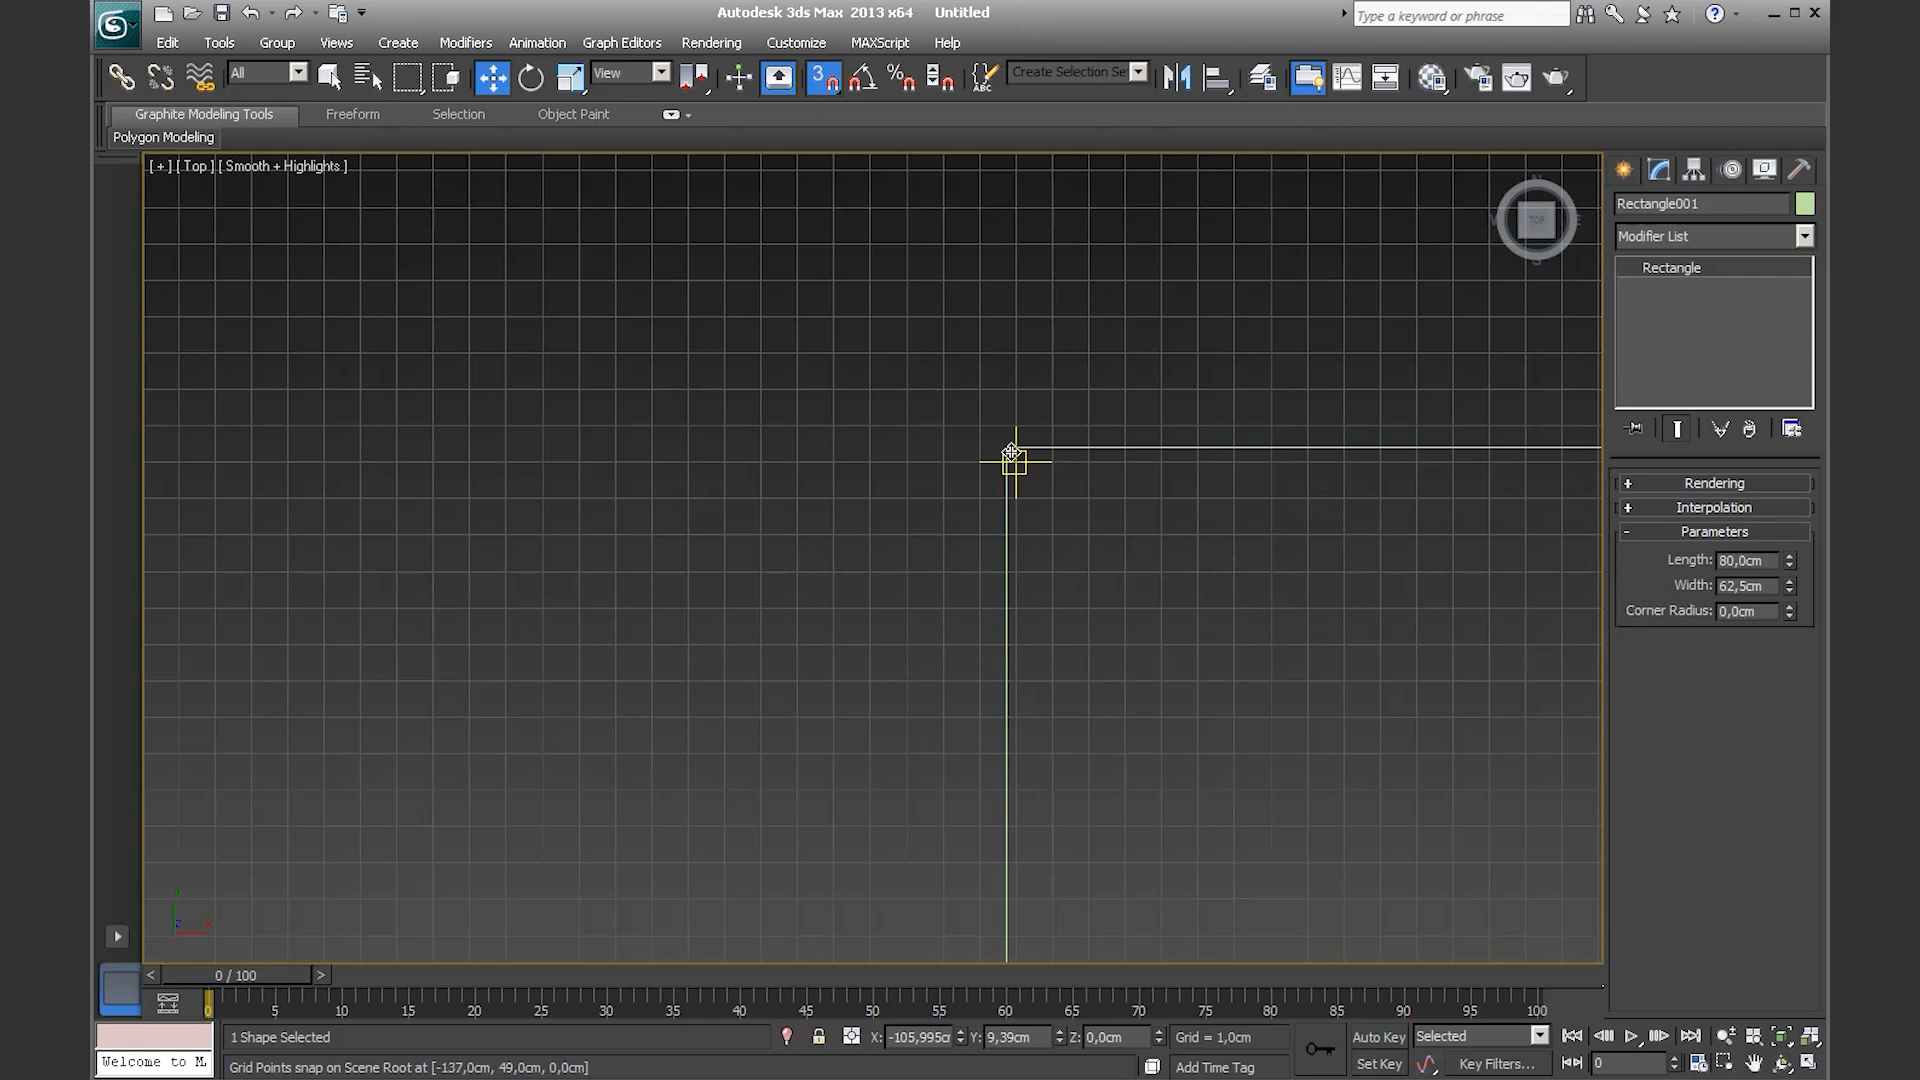 Autodesk 3ds Max 2013 x64 Untitled
Type a keyword or phrase
Edit Tools Group Views Create Modifiers Animation Graph Editors Rendering Customize MAXScript Help
All View 3 Create Selection Se
Graphite Modeling Tools Freeform Selection Object Paint
Polygon Modeling
[ + ] [ Top ] [ Smooth + Highlights ]
TOP
Rectangle001
Modifier List
Rectangle
+ Rendering
+ Interpolation
- Parameters
Length: 80,0cm
Width: 62,5cm
Corner Radius: 0,0cm
< 0 / 100 >
0 5 10 15 20 25 30 35 40 45 50 55 60 65 70 75 80 85 90 95 100
1 Shape Selected X: -105,995c Y: 9,39cm Z: 0,0cm Grid = 1,0cm Auto Key Selected
Welcome to M. Grid Points snap on Scene Root at [-137,0cm, 49,0cm, 0,0cm] Add Time Tag Set Key Key Filters... 0